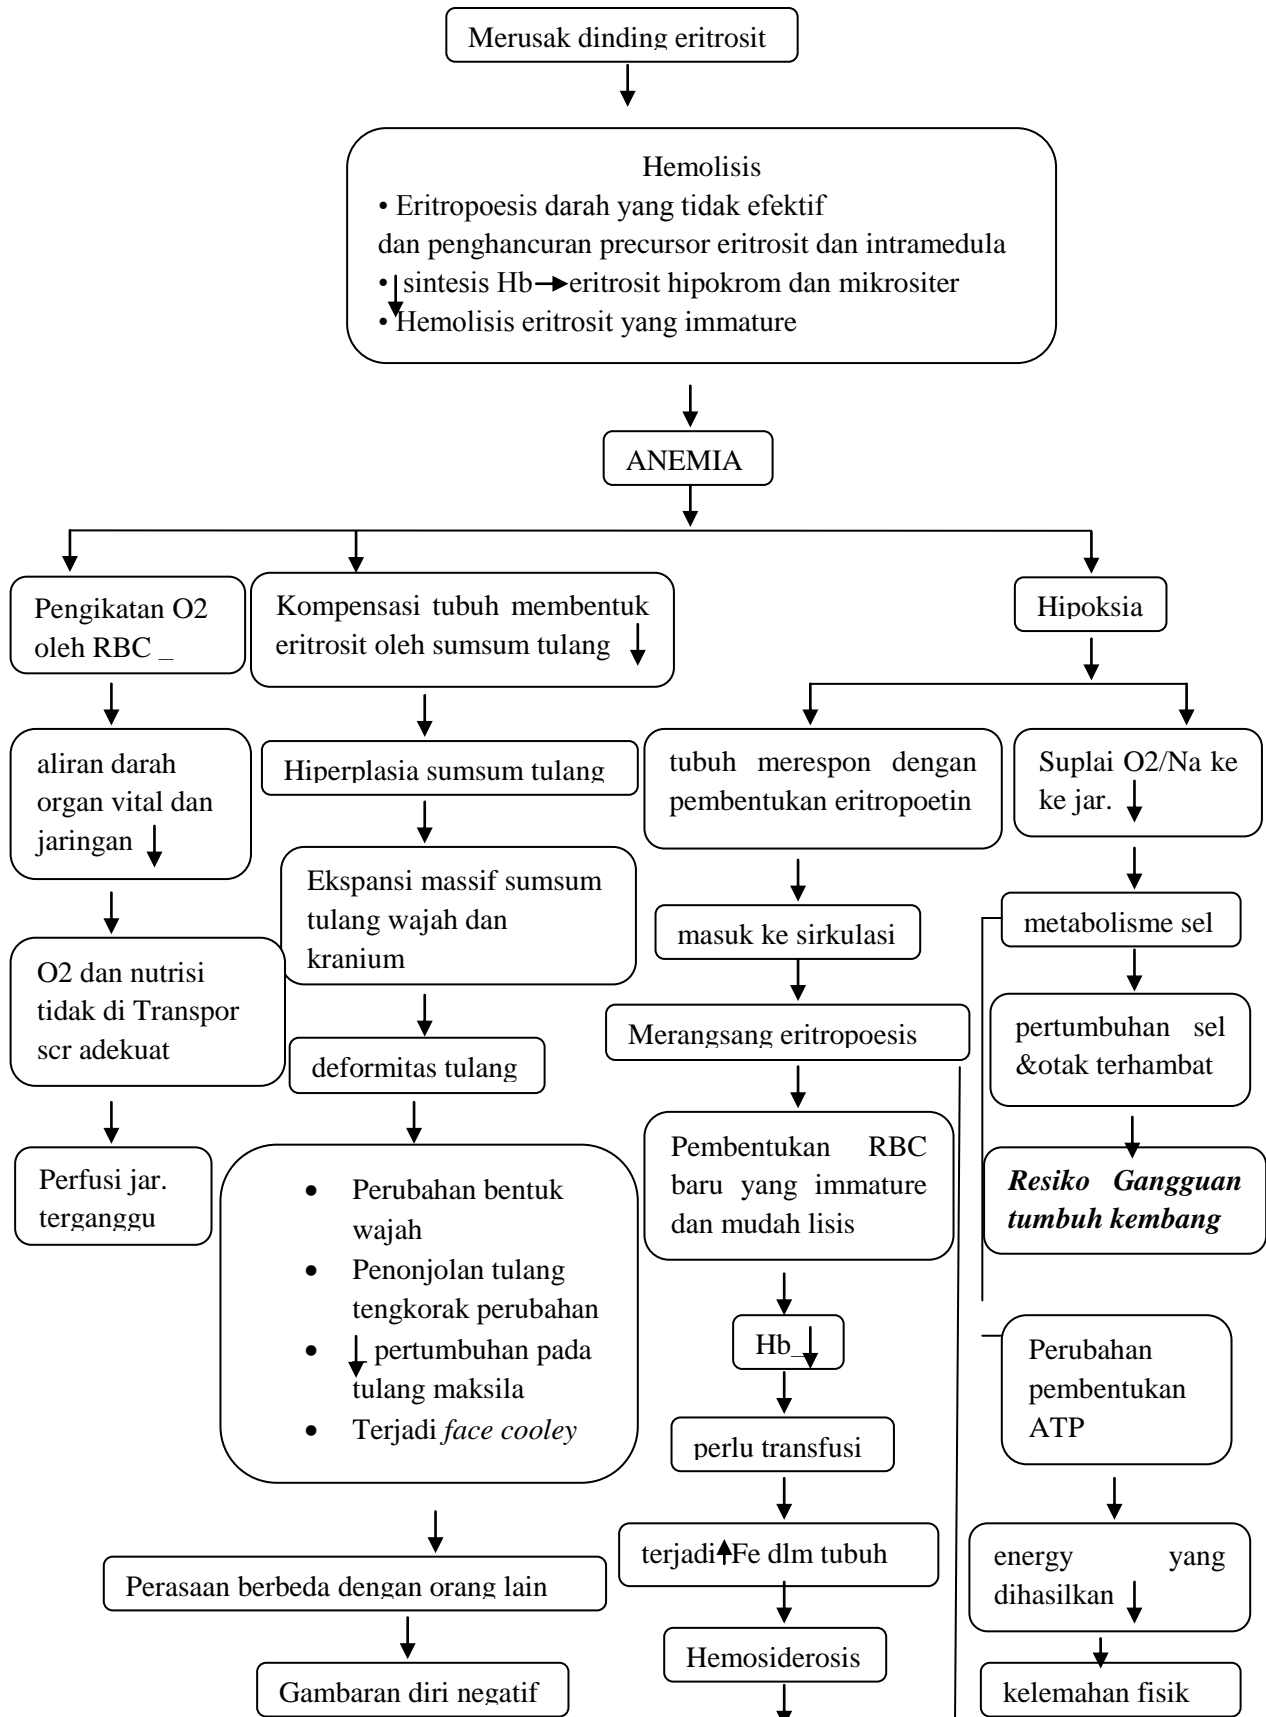 Merusak dinding eritrosit
Hemolisis
• Eritropoesis darah yang tidak efektif
dan penghancuran precursor eritrosit dan intramedula
• ↓ sintesis Hb→eritrosit hipokrom dan mikrositer
• Hemolisis eritrosit yang immature
ANEMIA
Pengikatan O2
oleh RBC _
Kompensasi tubuh membentuk
eritrosit oleh sumsum tulang ↓
Hipoksia
aliran darah
organ vital dan
jaringan ↓
Hiperplasia sumsum tulang
tubuh merespon dengan
pembentukan eritropoetin
Suplai O2/Na ke
ke jar. ↓
Ekspansi massif sumsum
tulang wajah dan
kranium
masuk ke sirkulasi
metabolisme sel
O2 dan nutrisi
tidak di Transpor
scr adekuat
deformitas tulang
Merangsang eritropoesis
pertumbuhan sel
&otak terhambat
Perfusi jar.
terganggu
• Perubahan bentuk
wajah
• Penonjolan tulang
tengkorak perubahan
• ↓_ pertumbuhan pada
tulang maksila
• Terjadi face cooley
Pembentukan RBC
baru yang immature
dan mudah lisis
Resiko Gangguan
tumbuh kembang
Hb_↓
Perubahan
pembentukan
ATP
perlu transfusi
terjadi↑Fe dlm tubuh
energy yang
dihasilkan ↓
Perasaan berbeda dengan orang lain
Hemosiderosis
Gambaran diri negatif
kelemahan fisik